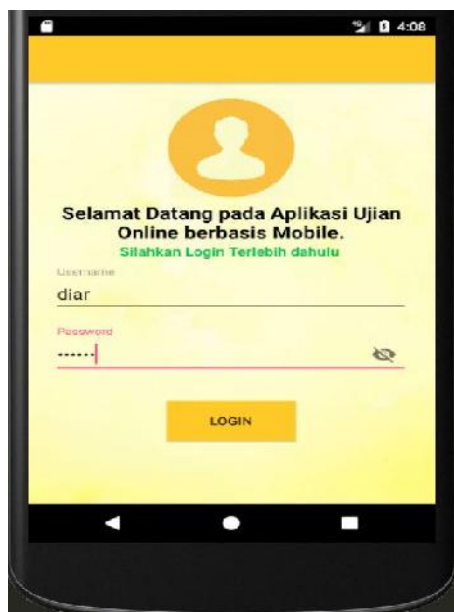 4:08
Selamat Datang pada Aplikasi Ujian
Online berbasis Mobile.
Silahkan Login Terlebih dahulu
Username
diar
Password
••••••
LOGIN